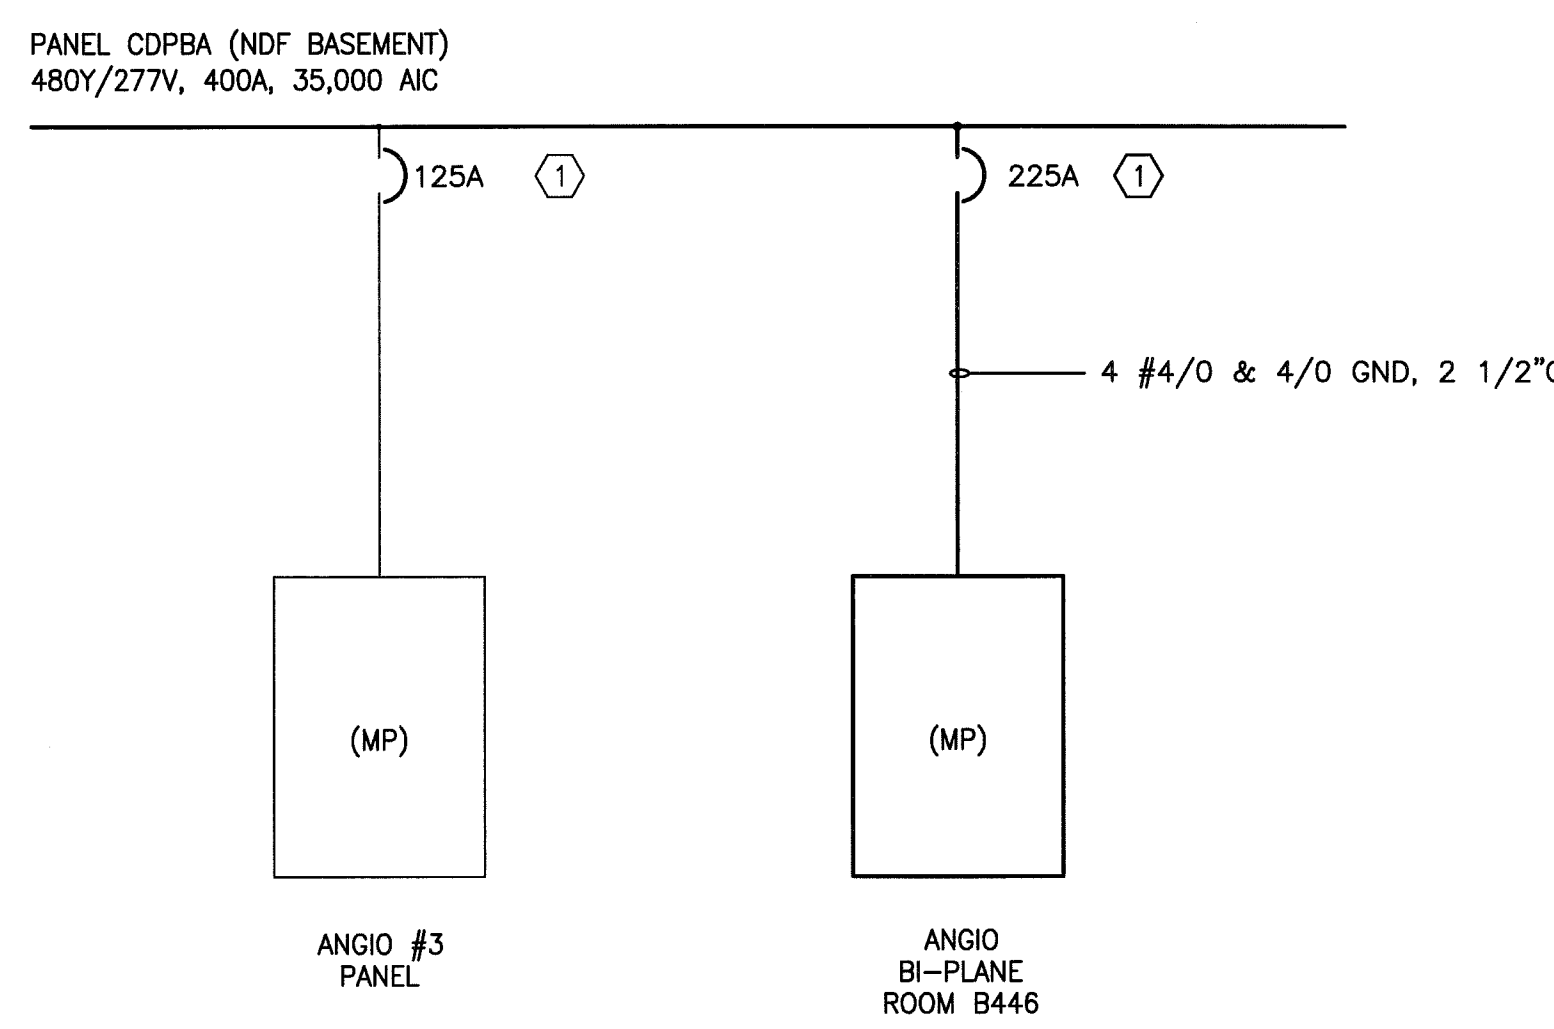 PANEL CDPBA (NDF BASEMENT)
480Y/277V, 400A, 35,000 AIC
125A
1
225A
1
4 #4/0 & 4/0 GND, 2 1/2"C
(MP)
(MP)
ANGIO #3
PANEL
ANGIO
BI-PLANE
ROOM B446